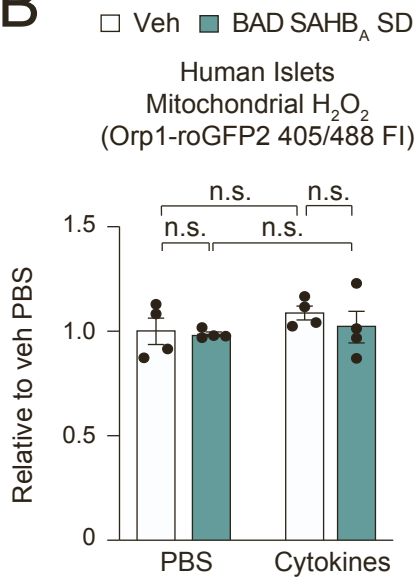 B
Veh BAD SAHB_A SD
Human Islets
Mitochondrial H₂O₂
(Orp1-roGFP2 405/488 FI)
n.s. n.s.
n.s. n.s.
1.5
1.0
0.5
0
Relative to veh PBS
PBS Cytokines